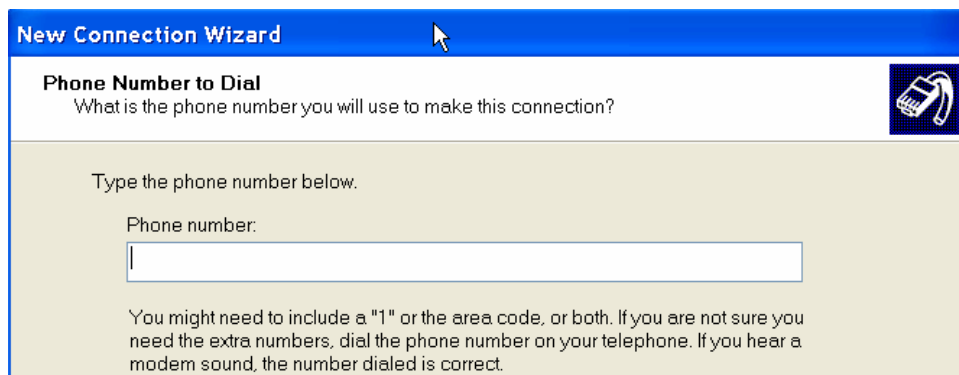 New Connection Wizard
Phone Number to Dial
What is the phone number you will use to make this connection?
Type the phone number below.
Phone number:
You might need to include a "1" or the area code, or both. If you are not sure you
need the extra numbers, dial the phone number on your telephone. If you hear a
modem sound, the number dialed is correct.